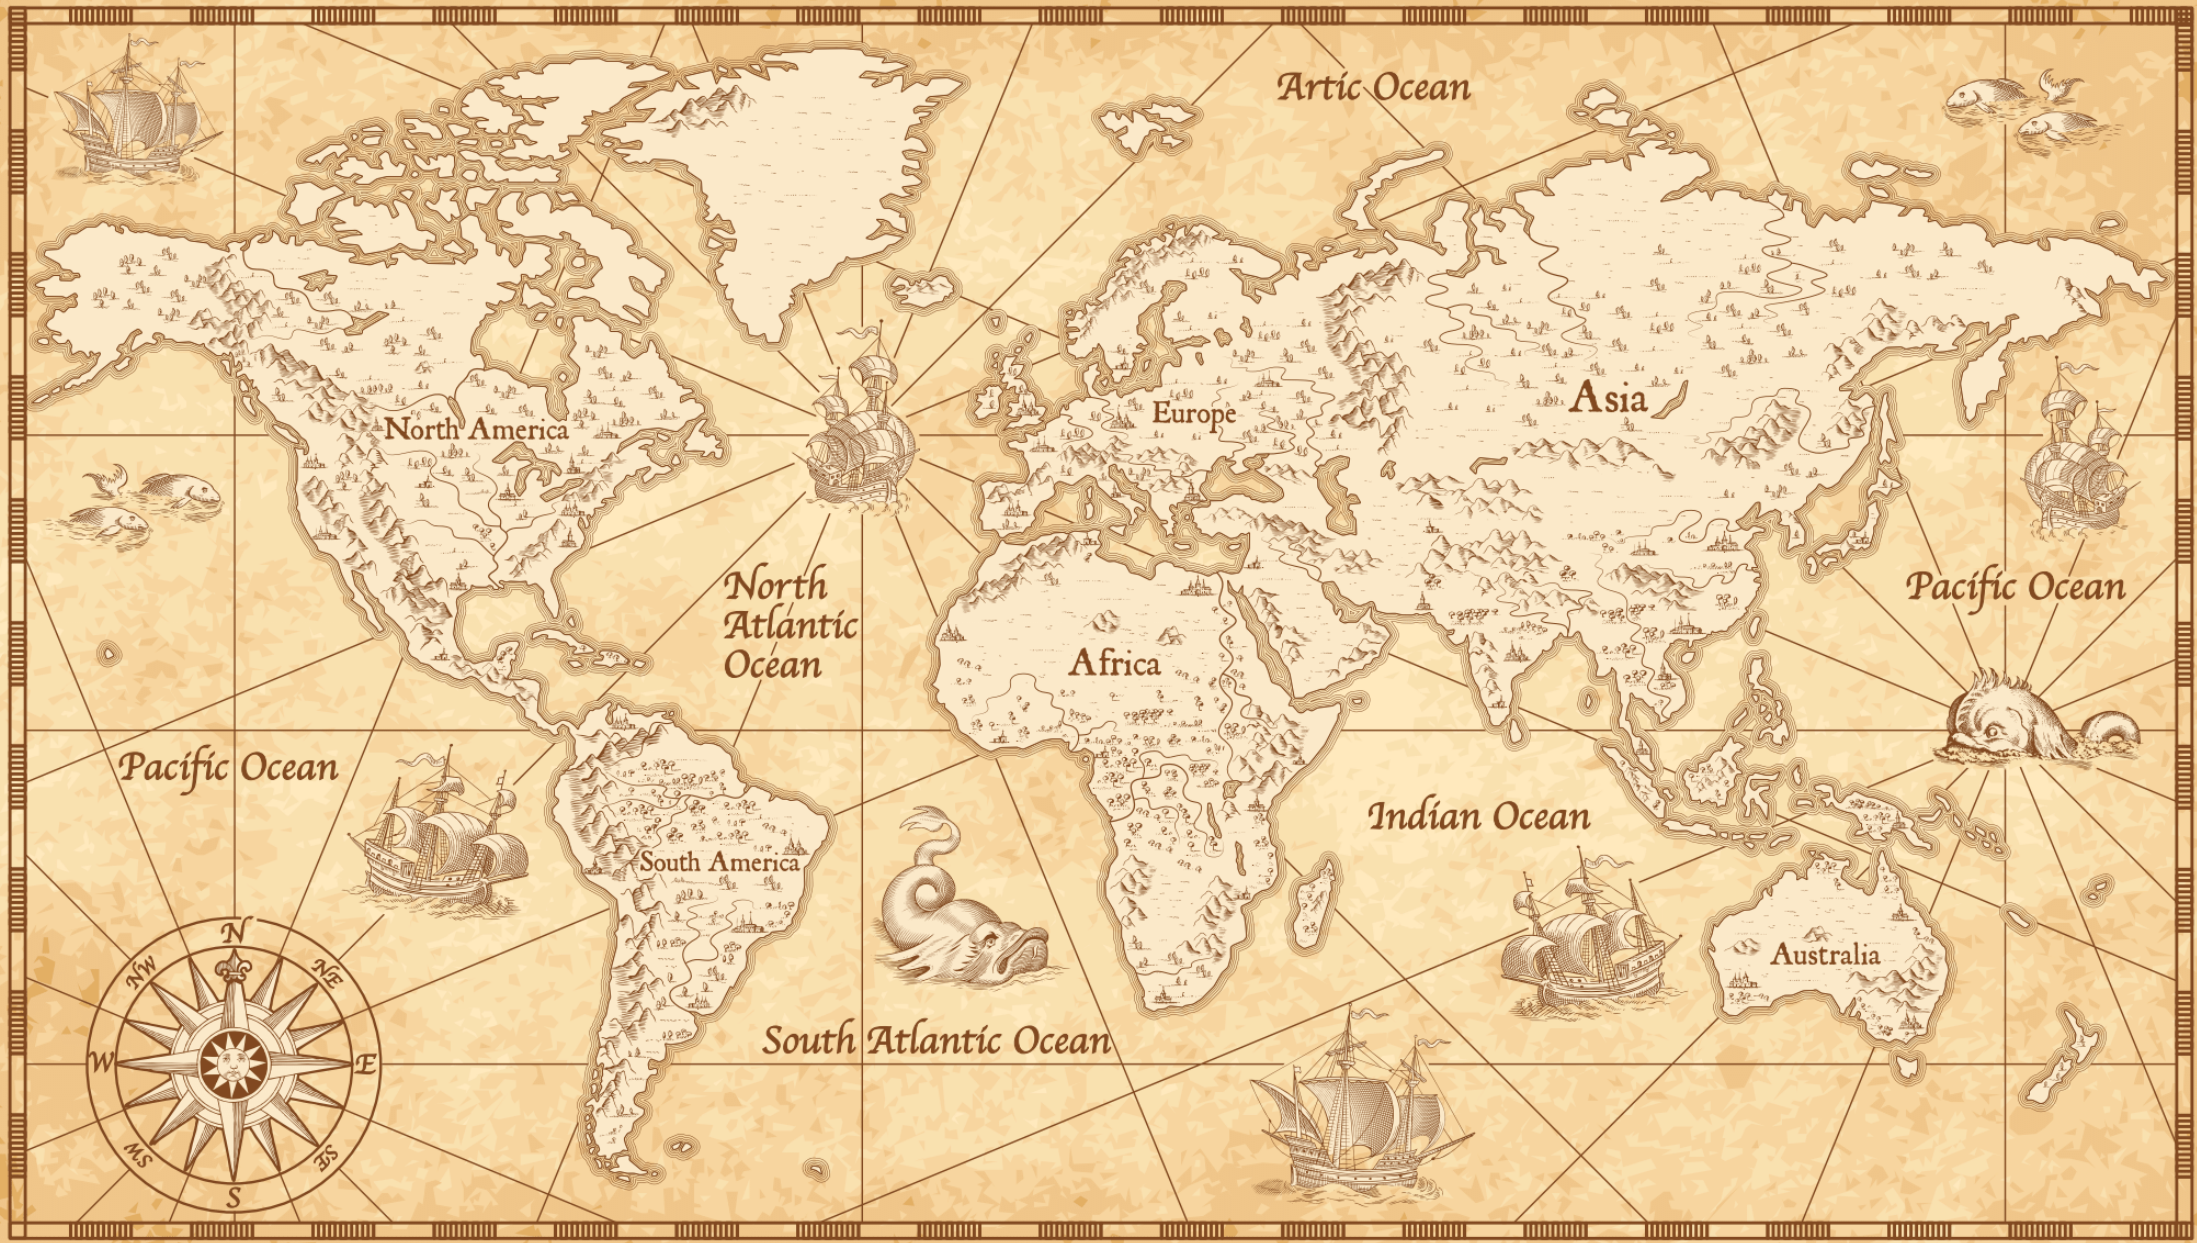 Artic Ocean
Asia
Europe
North America
North
Atlantic
Ocean
Pacific Ocean
Africa
Pacific Ocean
Indian Ocean
South America
Australia
South Atlantic Ocean
N
NW
NE
W
E
SW
SE
S